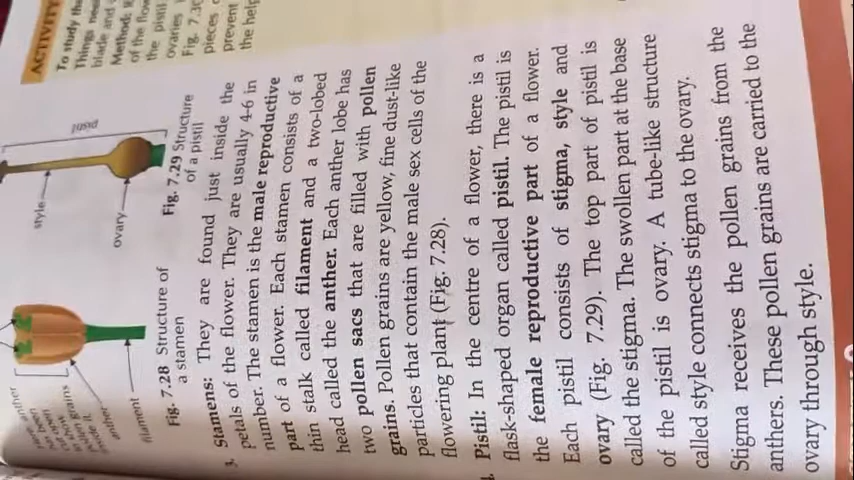 ACTIVITY
To study the
Things nee
blade and
Method:
of the flow
the pistil
ovaries
Fig. 7.30
pieces
prevent
the help
anther
pollen grains
anther
filament
Fig. 7.28 Structure of
a stamen
style
ovary
pistil
Fig. 7.29 Structure
of a pistil
3. Stamens: They are found just inside the
petals of the flower. They are usually 4-6 in
number. The stamen is the male reproductive
part of a flower. Each stamen consists of a
thin stalk called filament and a two-lobed
head called the anther. Each anther lobe has
two pollen sacs that are filled with pollen
grains. Pollen grains are yellow, fine dust-like
particles that contain the male sex cells of the
flowering plant (Fig. 7.28).
Pistil: In the centre of a flower, there is a
flask-shaped organ called pistil. The pistil is
the female reproductive part of a flower.
Each pistil consists of stigma, style and
ovary (Fig. 7.29). The top part of pistil is
called the stigma. The swollen part at the base
of the pistil is ovary. A tube-like structure
called style connects stigma to the ovary.
Stigma receives the pollen grains from the
anthers. These pollen grains are carried to the
ovary through style.